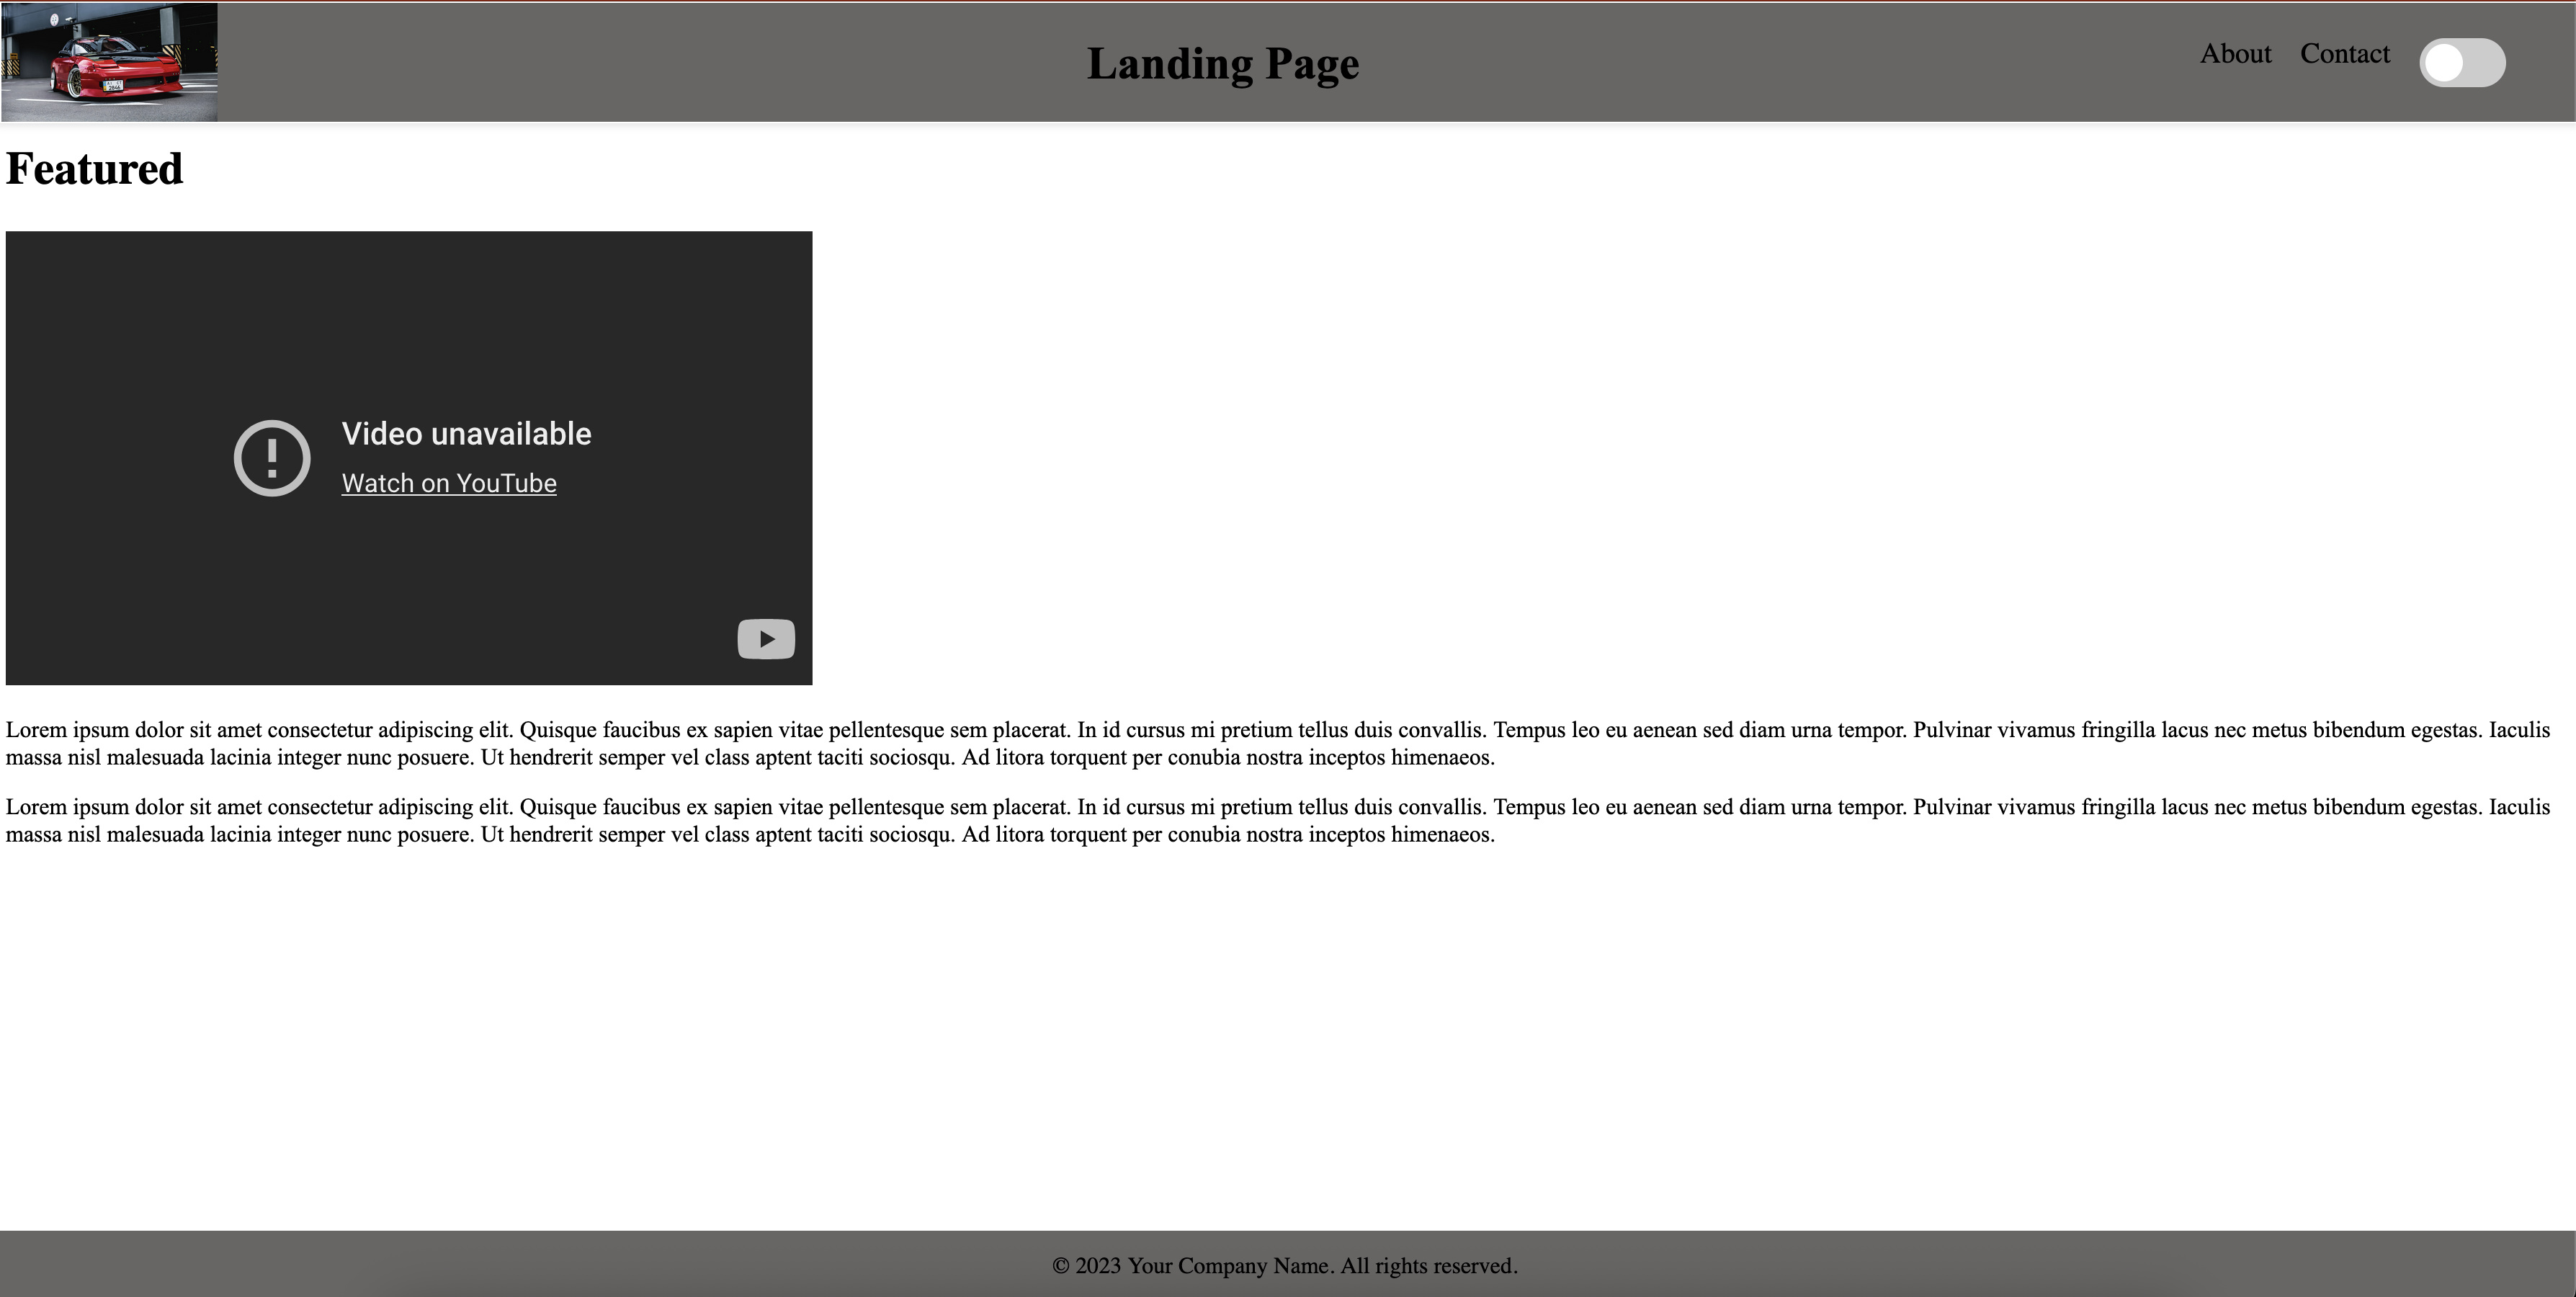 Landing Page
About
Contact
Featured
Video unavailable
Watch on YouTube
Lorem ipsum dolor sit amet consectetur adipiscing elit. Quisque faucibus ex sapien vitae pellentesque sem placerat. In id cursus mi pretium tellus duis convallis. Tempus leo eu aenean sed diam urna tempor. Pulvinar vivamus fringilla lacus nec metus bibendum egestas. Iaculis
massa nisl malesuada lacinia integer nunc posuere. Ut hendrerit semper vel class aptent taciti sociosqu. Ad litora torquent per conubia nostra inceptos himenaeos.
Lorem ipsum dolor sit amet consectetur adipiscing elit. Quisque faucibus ex sapien vitae pellentesque sem placerat. In id cursus mi pretium tellus duis convallis. Tempus leo eu aenean sed diam urna tempor. Pulvinar vivamus fringilla lacus nec metus bibendum egestas. Iaculis
massa nisl malesuada lacinia integer nunc posuere. Ut hendrerit semper vel class aptent taciti sociosqu. Ad litora torquent per conubia nostra inceptos himenaeos.
© 2023 Your Company Name. All rights reserved.